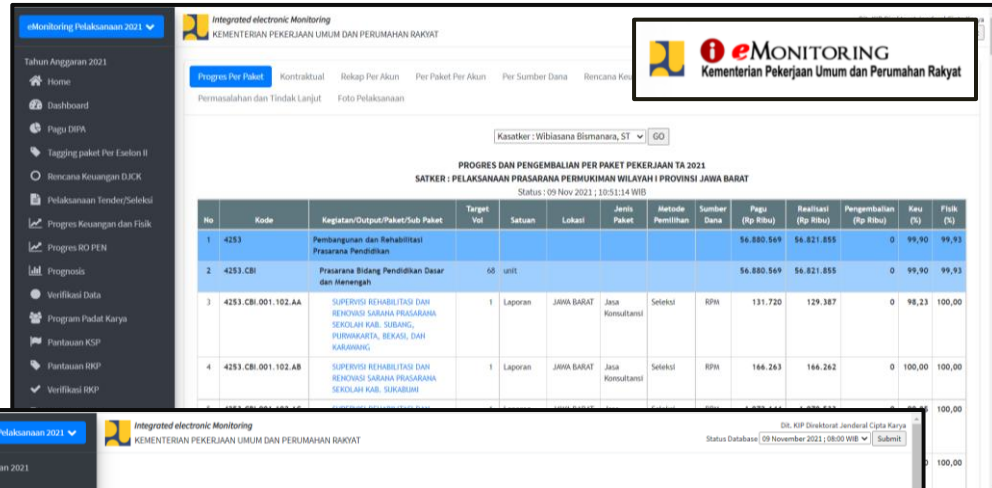 eMonitoring Pelaksanaan 2021
Integrated electronic Monitoring
KEMENTERIAN PEKERJAAN UMUM DAN PERUMAHAN RAKYAT
i eMONITORING
Kementerian Pekerjaan Umum dan Perumahan Rakyat
Tahun Anggaran 2021
Home
Dashboard
Pagu DIPA
Tagging paket Per Eselon II
Rencana Keuangan DJCK
Pelaksanaan Tender/Seleksi
Progres Keuangan dan Fisik
Progres RO PEN
Prognosis
Verifikasi Data
Program Padat Karya
Pantauan KSP
Pantauan RKP
Verifikasi RKP
Progres Per Paket Kontraktual Rekap Per Akun Per Paket Per Akun Per Sumber Dana Rencana
Permasalahan dan Tindak Lanjut Foto Pelaksanaan
Kasatker : Wibiasana Bismanara, ST GO
PROGRES DAN PENGEMBALIAN PER PAKET PEKERJAAN TA 2021
SATKER : PELAKSANAAN PRASARANA PERMUKIMAN WILAYAH I PROVINSI JAWA BARAT
Status : 09 Nov 2021 ; 10:51:14 WIB
No Kode Kegiatan/Output/Paket/Sub Paket Target Vol Satuan Lokasi Jenis Paket Metode Pemilihan Sumber Dana Pagu (Rp Ribu) Realisasi (Rp Ribu) Pengembalian (Rp Ribu) Keu (%) Fisik (%)
1 4253 Pembangunan dan Rehabilitasi Prasarana Pendidikan 56.880.569 56.821.855 0 99,90 99,93
2 4253.CBI Prasarana Bidang Pendidikan Dasar dan Menengah 68 unit 56.880.569 56.821.855 0 99,90 99,93
3 4253.CBI.001.102.AA SUPERVISI REHABILITASI DAN RENOVASI SARANA PRASARANA SEKOLAH KAB. SUBANG, PURWAKARTA, BEKASI, DAN KARAWANG 1 Laporan JAWA BARAT Jasa Konsultansi Seleksi RPM 131.720 129.387 0 98,23 100,00
4 4253.CBI.001.102.AB SUPERVISI REHABILITASI DAN RENOVASI SARANA PRASARANA SEKOLAH KAB. SUKABUMI 1 Laporan JAWA BARAT Jasa Konsultansi Seleksi RPM 166.263 166.262 0 100,00 100,00
100,00
Pelaksanaan 2021
Integrated electronic Monitoring
KEMENTERIAN PEKERJAAN UMUM DAN PERUMAHAN RAKYAT
Dit. KIP Direktorat Jenderal Cipta Karya
Status Database 09 November 2021 ; 08:00 WIB Submit
an 2021
100,00